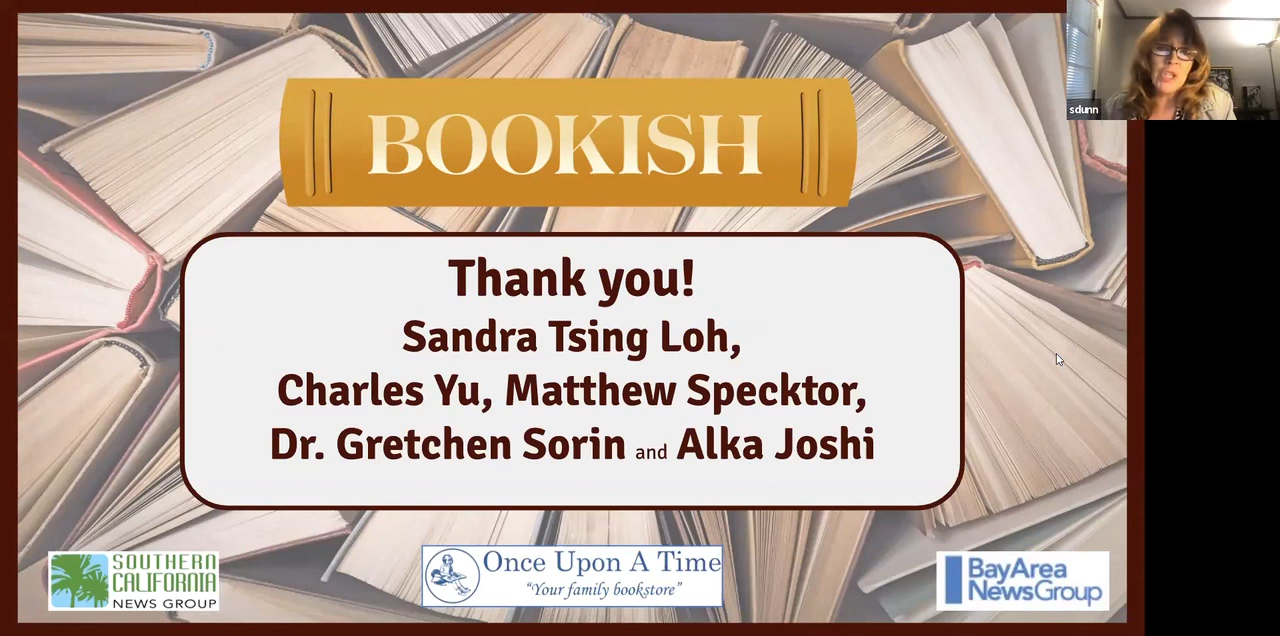 sdunn
BOOKISH
Thank you!
Sandra Tsing Loh,
Charles Yu, Matthew Specktor,
Dr. Gretchen Sorin and Alka Joshi
SOUTHERN
CALIFORNIA
NEWS GROUP
Once Upon A Time
“Your family bookstore”
BayArea
NewsGroup